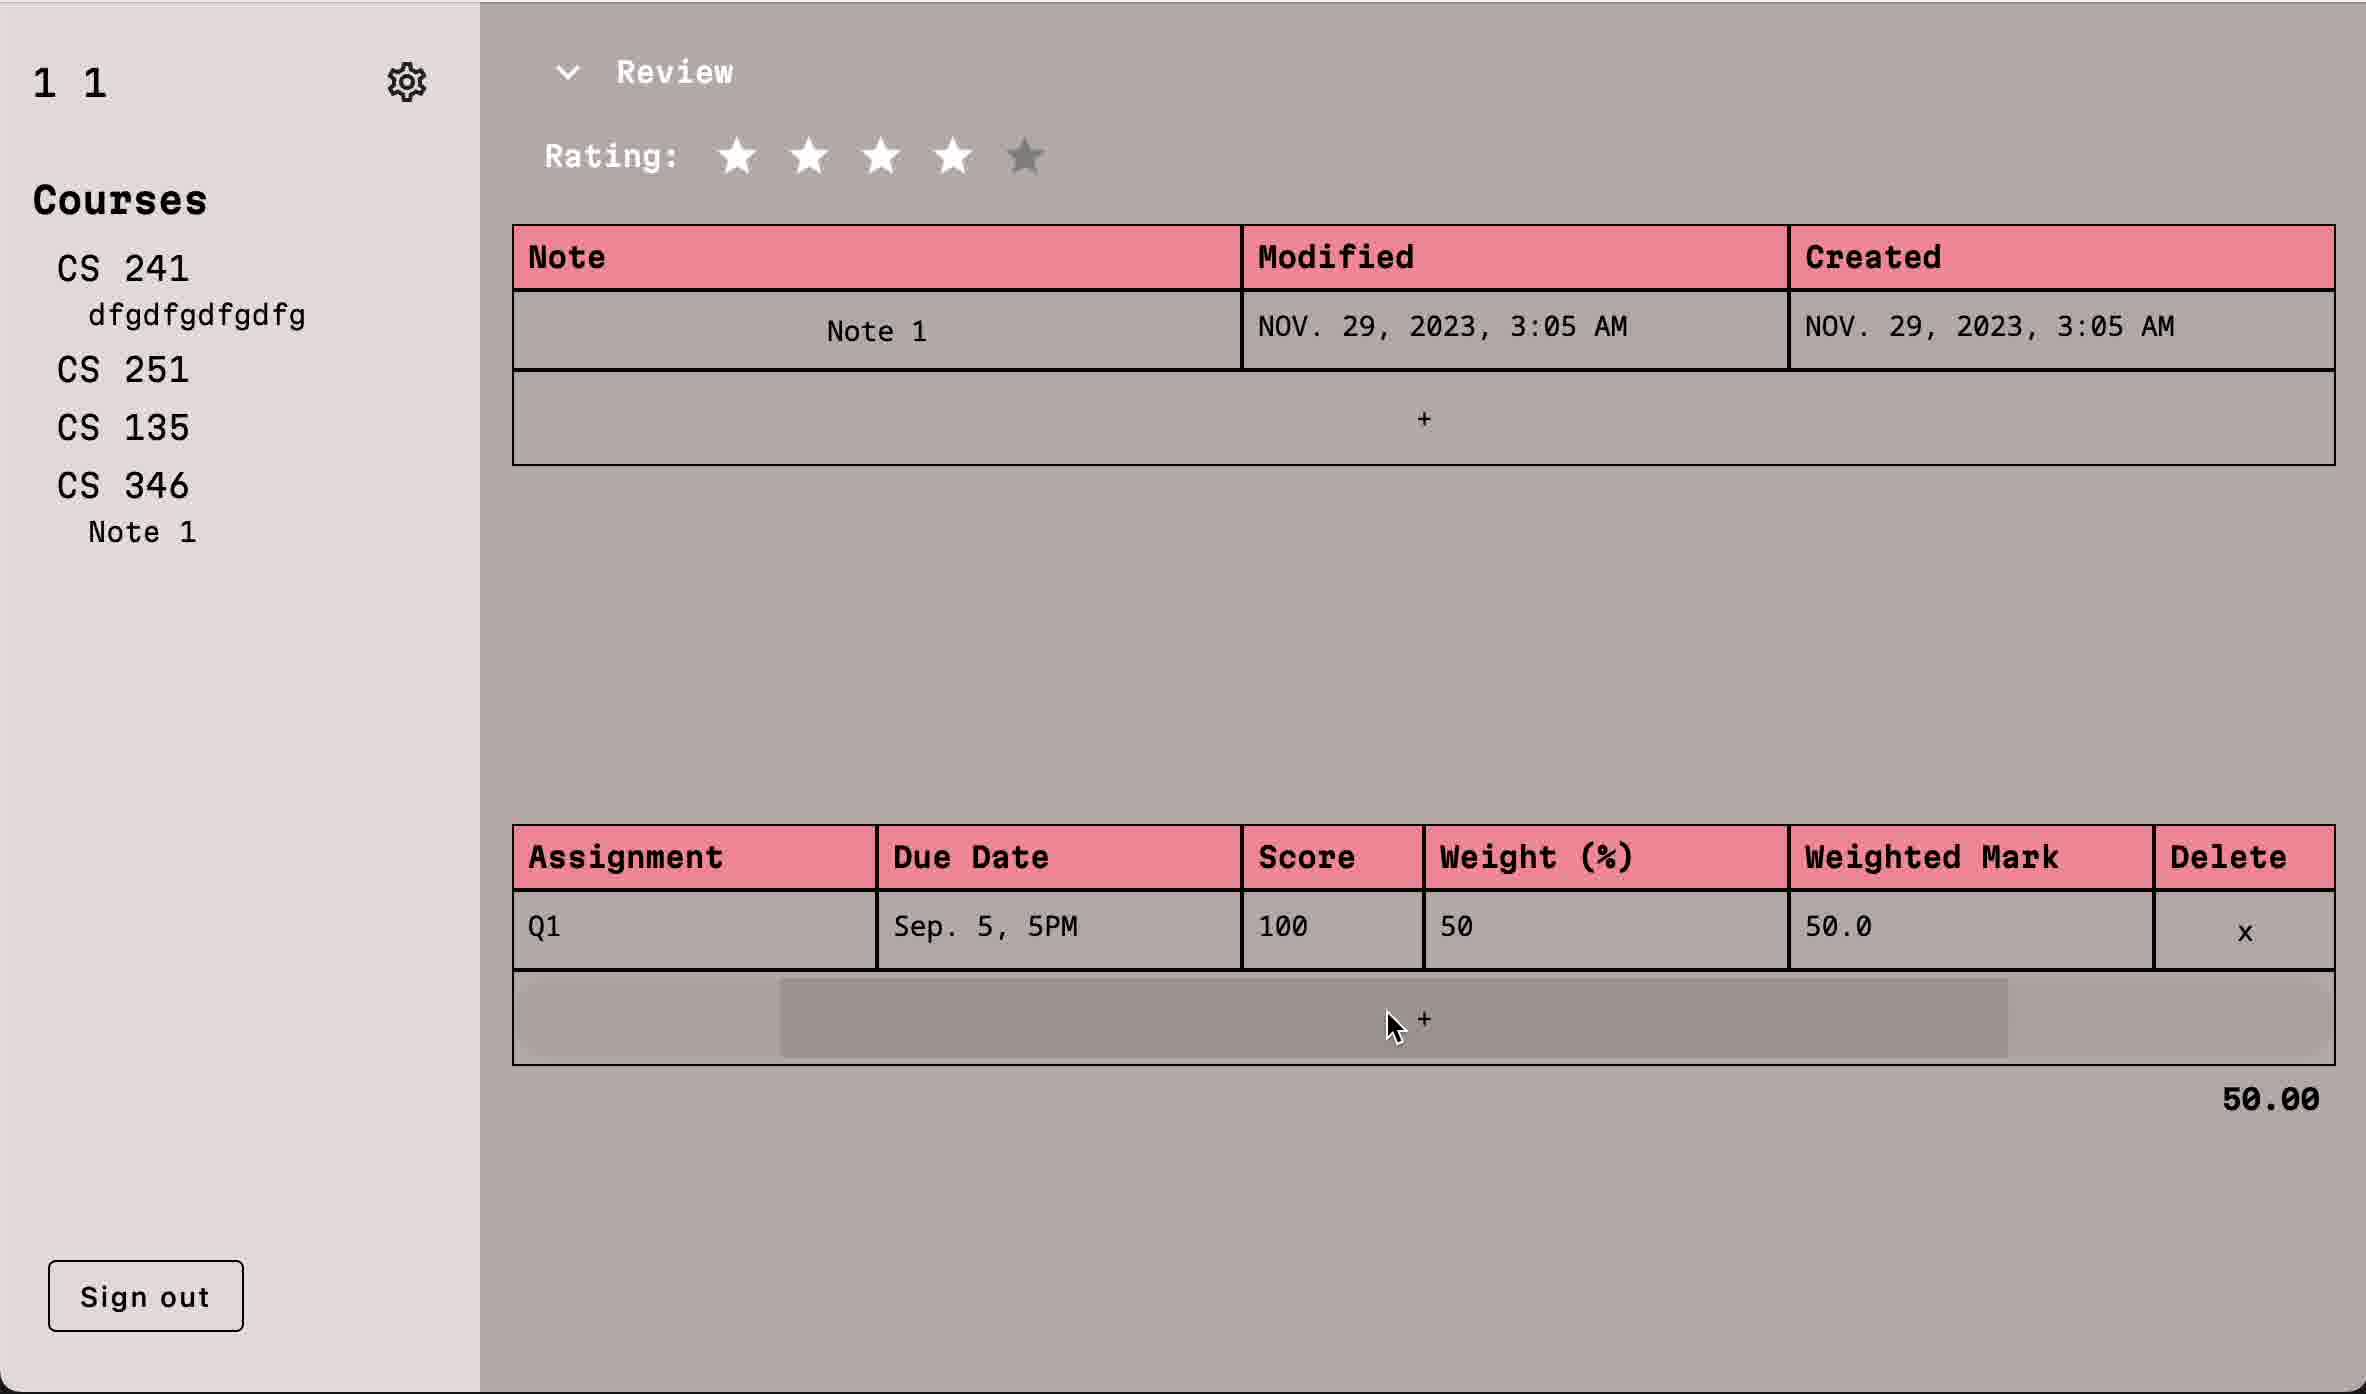 1 1
Courses
CS 241
dfgdfgdfgdfg
CS 251
CS 135
CS 346
Note 1
Sign out
Review
Rating:
Note Modified Created
Note 1 NOV. 29, 2023, 3:05 AM NOV. 29, 2023, 3:05 AM
+
Assignment Due Date Score Weight (%) Weighted Mark Delete
Q1 Sep. 5, 5PM 100 50 50.0 x
+
50.00